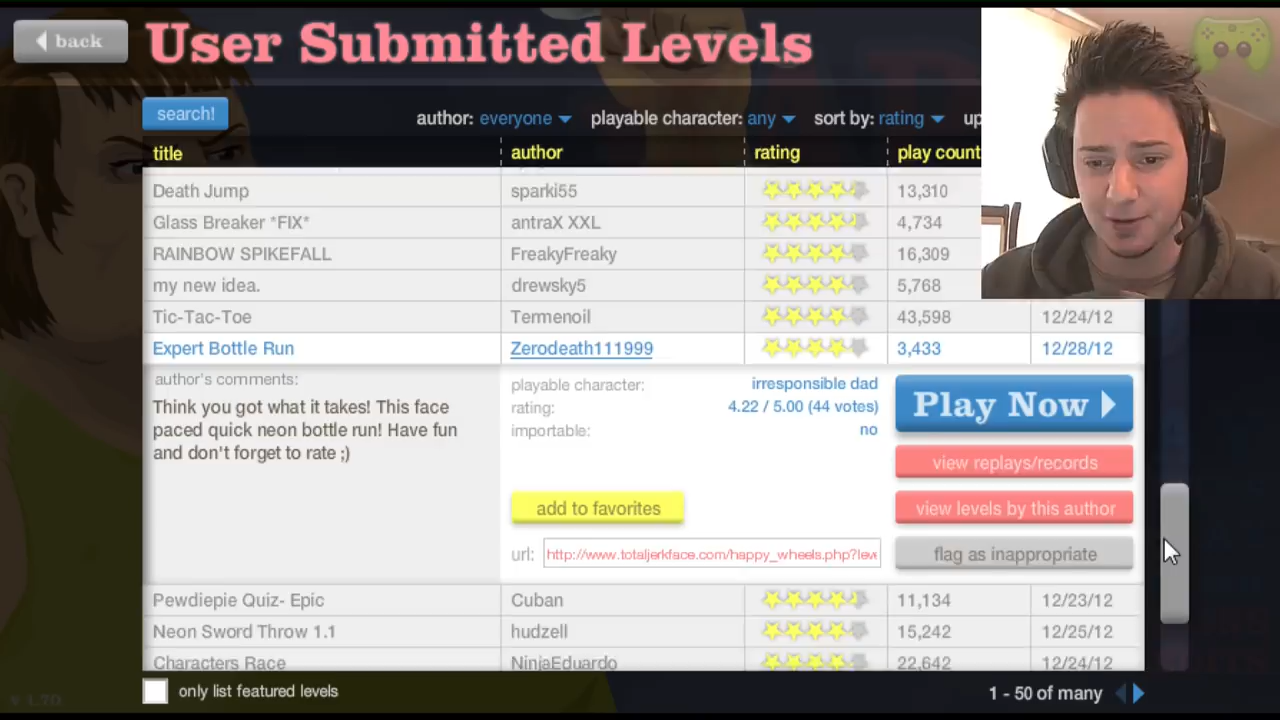 back
User Submitted Levels
search!
author: everyone playable character: any sort by: rating up
title author rating play count
Death Jump sparki55 13,310
Glass Breaker *FIX* antraX XXL 4,734
RAINBOW SPIKEFALL FreakyFreaky 16,309
my new idea. drewsky5 5,768
Tic-Tac-Toe Termenoil 43,598 12/24/12
Expert Bottle Run Zerodeath111999 3,433 12/28/12
author's comments:
Think you got what it takes! This face
paced quick neon bottle run! Have fun
and don't forget to rate ;)
playable character: irresponsible dad
rating: 4.22 / 5.00 (44 votes)
importable: no
add to favorites
url: http://www.totaljerkface.com/happy_wheels.php?leve
Play Now
view replays/records
view levels by this author
flag as inappropriate
Pewdiepie Quiz- Epic Cuban 11,134 12/23/12
Neon Sword Throw 1.1 hudzell 15,242 12/25/12
Characters Race NinjaEduardo 22,642 12/24/12
only list featured levels
1 - 50 of many